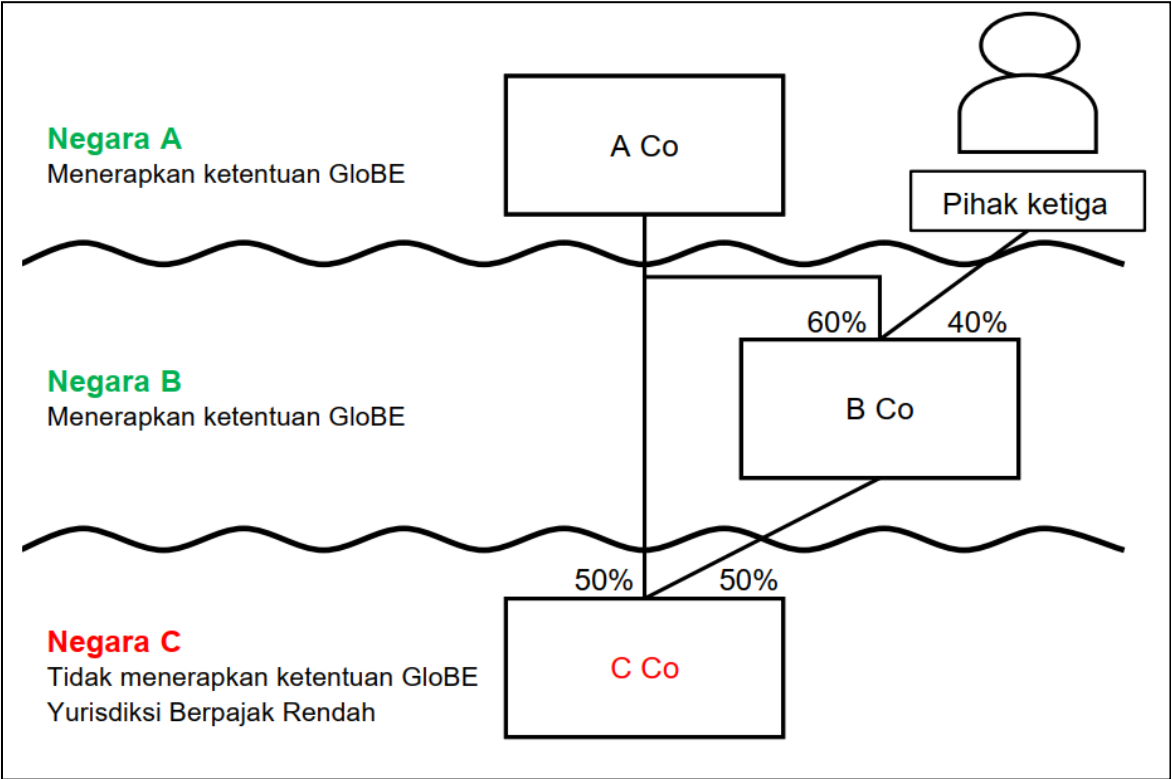 Negara A
Menerapkan ketentuan GloBE
A Co
Pihak ketiga
60%
40%
Negara B
Menerapkan ketentuan GloBE
B Co
50%
50%
Negara C
Tidak menerapkan ketentuan GloBE
Yurisdiksi Berpajak Rendah
C Co